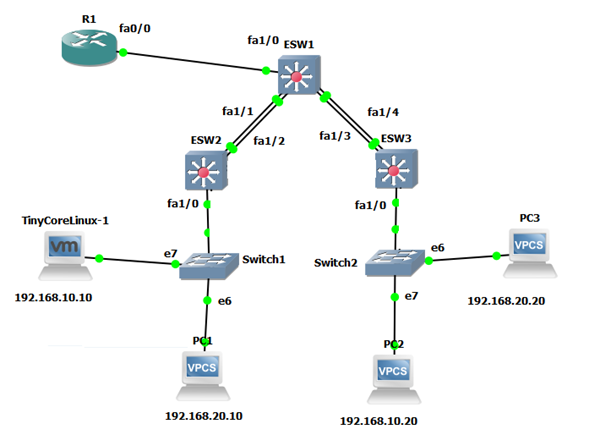 R1
fa0/0
fa1/0
ESW1
fa1/1
fa1/2
fa1/4
fa1/3
ESW2
ESW3
fa1/0
fa1/0
TinyCoreLinux-1
vm
e7
Switch1
192.168.10.10
e6
Switch2
e6
PC3
VPCS
e7
192.168.20.20
PC1
VPCS
192.168.20.10
PC2
VPCS
192.168.10.20